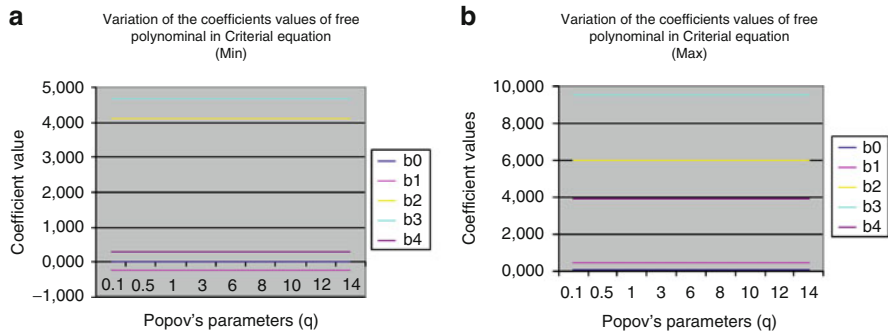 a
Variation of the coefficients values of free
polynominal in Criterial equation
(Min)
5,000
4,000
3,000
2,000
1,000
0,000
–1,000
Coefficient value
0.1 0.5 1 3 6 8 10 12 14
Popov's parameters (q)
b0
b1
b2
b3
b4
b
Variation of the coefficients values of free
polynominal in Criterial equation
(Max)
10,000
8,000
6,000
4,000
2,000
0,000
Coefficient values
0.1 0.5 1 3 6 8 10 12 14
Popov's parameters (q)
b0
b1
b2
b3
b4